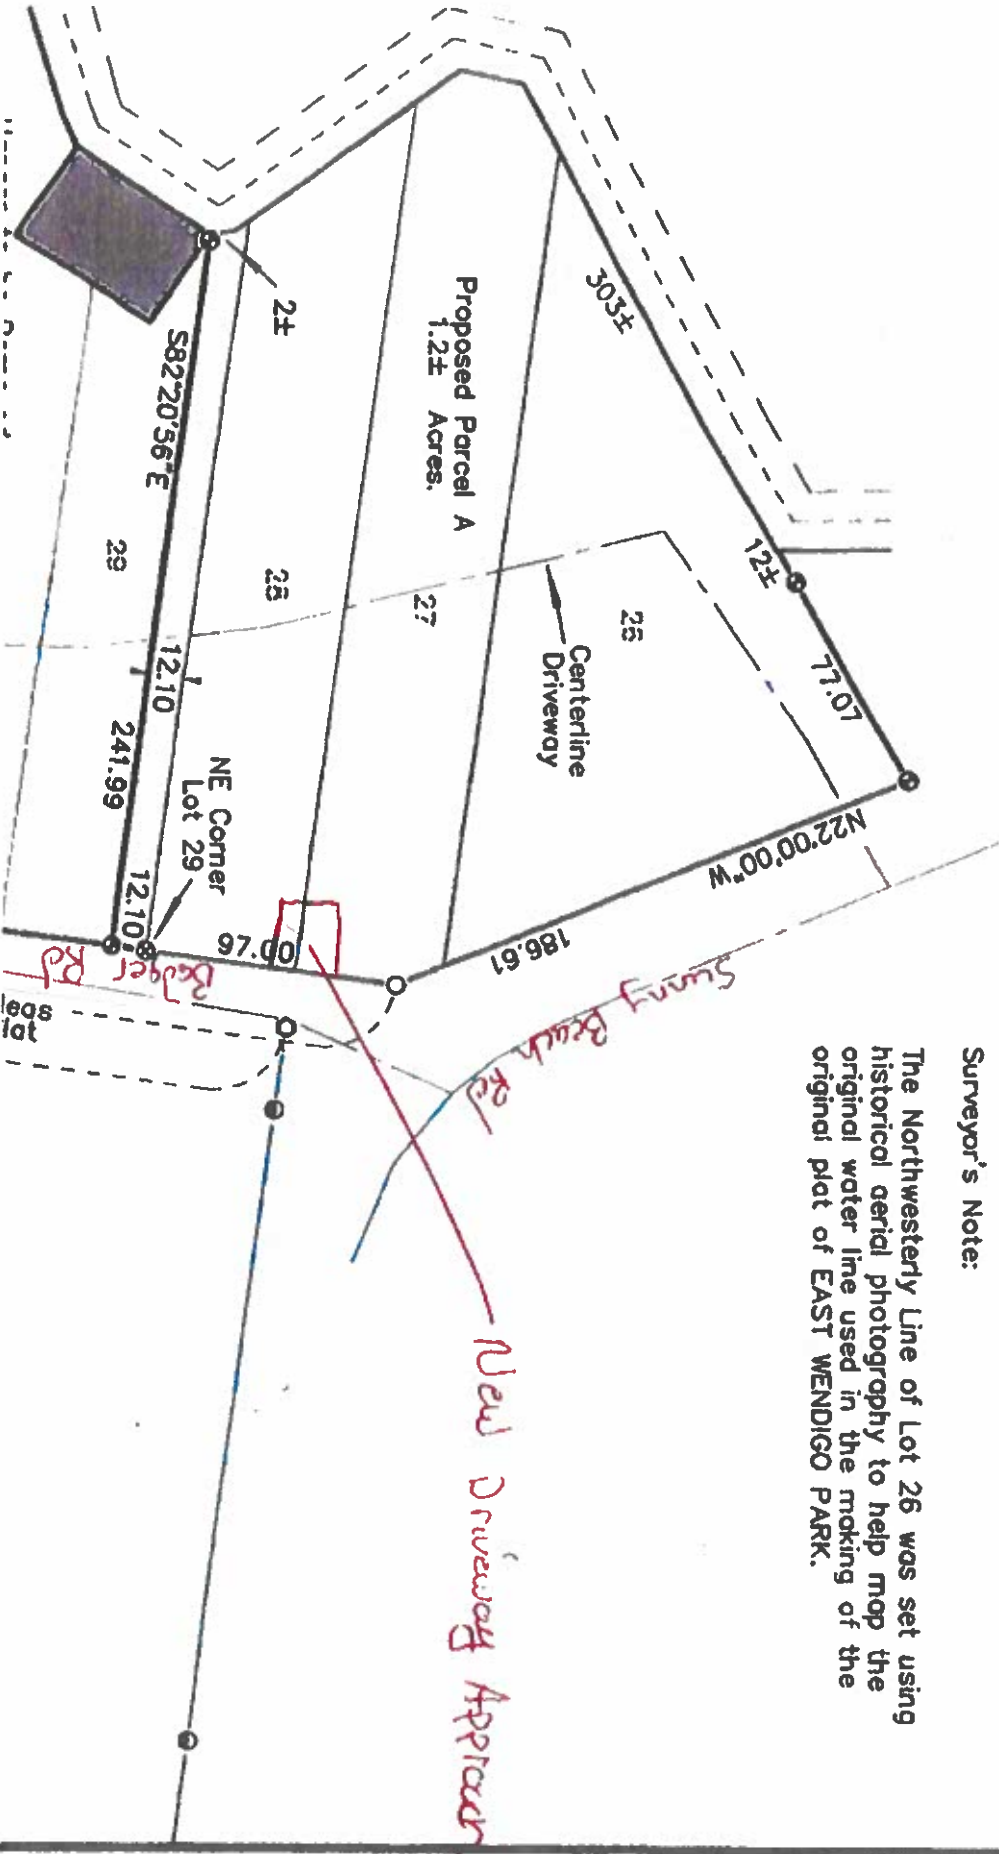 Surveyor's Note:
The Northwesterly Line of Lot 26 was set using
historical aerial photography to help map the
original water line used in the making of the
original plat of EAST WENDIGO PARK.
303±
12±
77.07
N22°00'00"W
186.61
Sunny Beach Rd
26
Centerline
Driveway
Proposed Parcel A
1.2± Acres.
27
28
2±
S82°20'56"E
12.10
241.99
29
NE Corner
Lot 29
12.10
97.00
Badger Rd
New Driveway Approach
lat